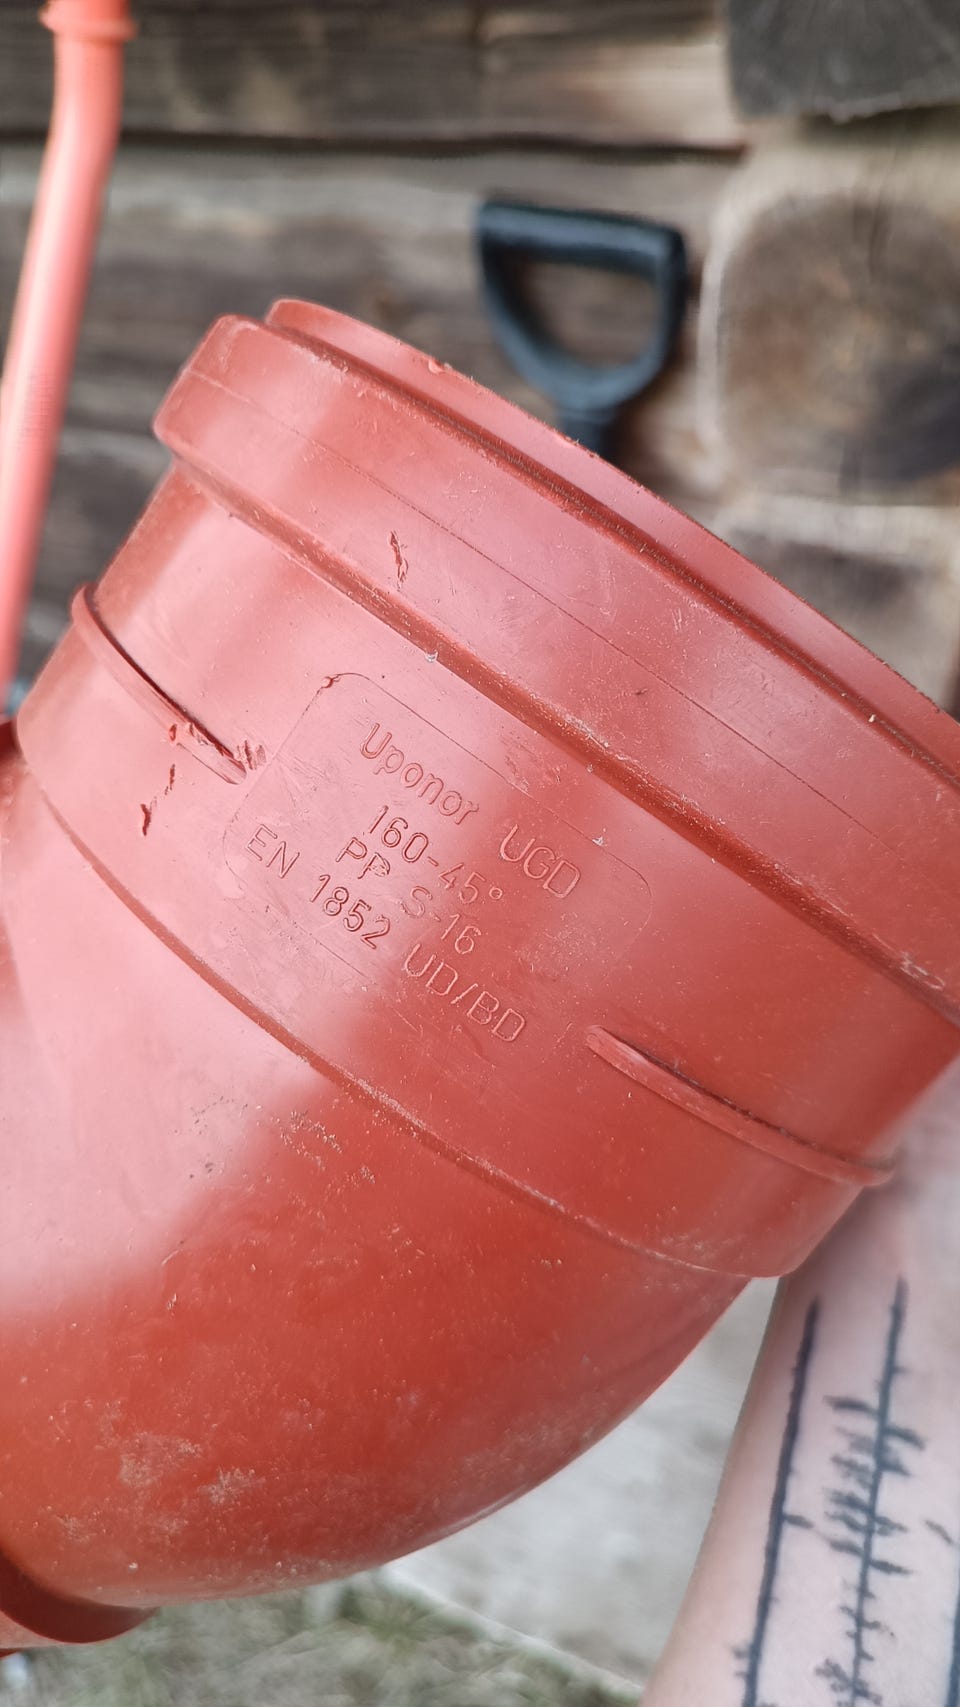 Uponor UGD
160-45°
PP S-16
EN 1852 UD/BD